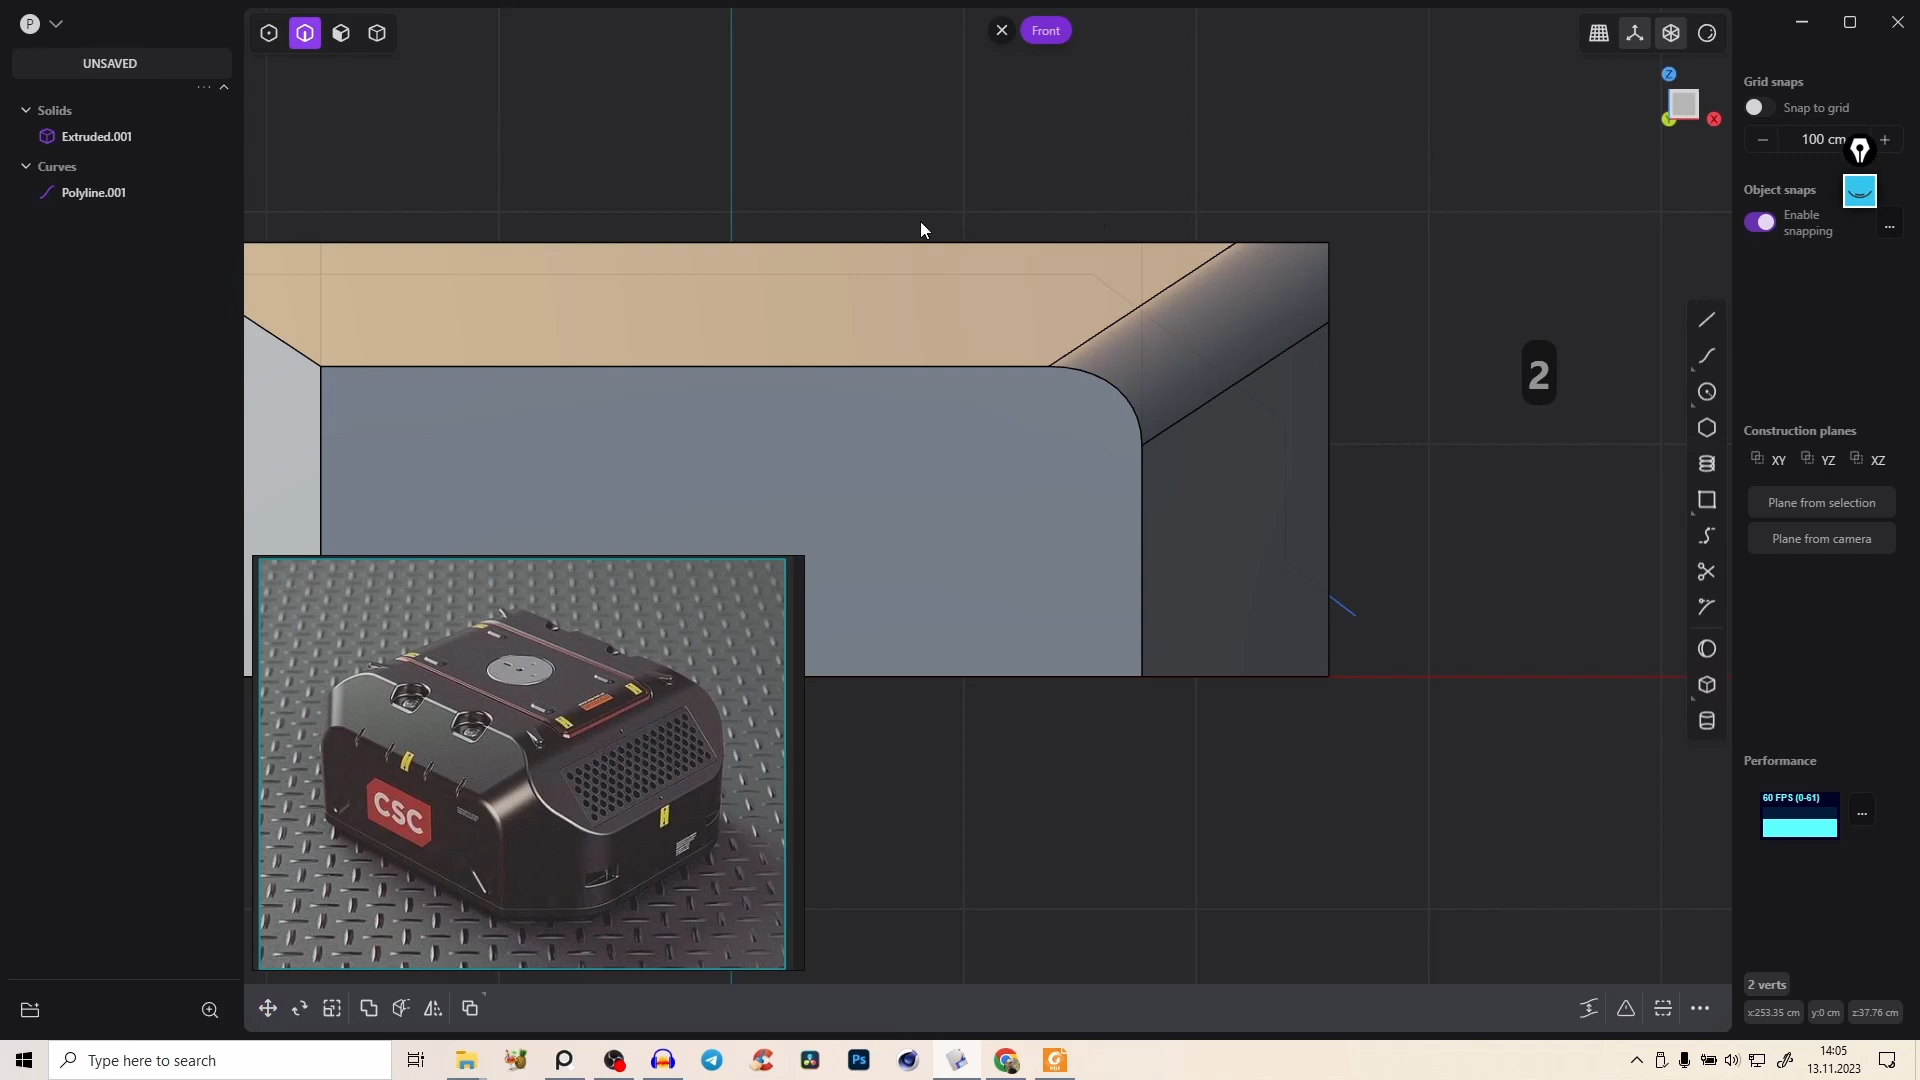 P
UNSAVED
Solids
Extruded.001
Curves
Polyline.001
Front
Z
X
Grid snaps
Snap to grid
100 cm
Object snaps
Enable
snapping
2
Construction planes
XY
YZ
XZ
Plane from selection
Plane from camera
Performance
60 FPS (0-61)
CSC
2 verts
x:253.35 cm
y:0 cm
z:37.76 cm
Type here to search
Ps
PDF
14:05
13.11.2023